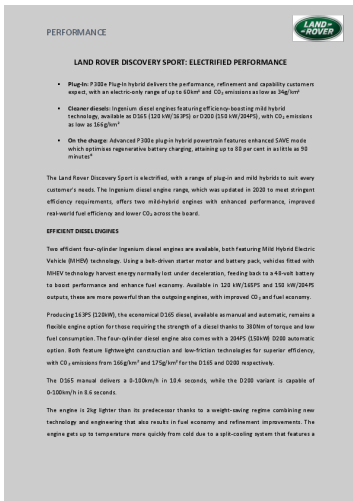 PERFORMANCE
LAND-
ROVER
LAND ROVER DISCOVERY SPORT: ELECTRIFIED PERFORMANCE
• Plug-In: P300e Plug-in hybrid delivers the performance, refinement and capability customers
expect, with an electric-only range of up to 60km² and CO₂ emissions as low as 34g/km²
• Cleaner diesels: Ingenium diesel engines featuring efficiency-boosting mild hybrid
technology, available as D165 (120 kW/163PS) or D200 (150 kW/204PS), with CO₂ emissions
as low as 166g/km³
• On the charge: Advanced P300e plug-in hybrid powertrain features enhanced SAVE mode
which optimises regenerative battery charging, attaining up to 80 per cent in as little as 90
minutes⁴
The Land Rover Discovery Sport is electrified, with a range of plug-in and mild hybrids to suit every
customer's needs. The Ingenium diesel engine range, which was updated in 2020 to meet stringent
efficiency requirements, offers two mild-hybrid engines with enhanced performance, improved
real-world fuel efficiency and lower CO₂ across the board.
EFFICIENT DIESEL ENGINES
Two efficient four-cylinder Ingenium diesel engines are available, both featuring Mild Hybrid Electric
Vehicle (MHEV) technology. Using a belt-driven starter motor and battery pack, vehicles fitted with
MHEV technology harvest energy normally lost under deceleration, feeding back to a 48-volt battery
to boost performance and enhance fuel economy. Available in 120 kW/165PS and 150 kW/204PS
outputs, these are more powerful than the outgoing engines, with improved CO₂ and fuel economy.
Producing 163PS (120kW), the economical D165 diesel, available as manual and automatic, remains a
flexible engine option for those requiring the strength of a diesel thanks to 380Nm of torque and low
fuel consumption. The four-cylinder diesel engine also comes with a 204PS (150kW) D200 automatic
option. Both feature lightweight construction and low-friction technologies for superior efficiency,
with CO₂ emissions from 166g/km³ and 175g/km³ for the D165 and D200 respectively.
The D165 manual delivers a 0-100km/h in 10.4 seconds, while the D200 variant is capable of
0-100km/h in 8.6 seconds.
The engine is 2kg lighter than its predecessor thanks to a weight-saving regime combining new
technology and engineering that also results in fuel economy and refinement improvements. The
engine gets up to temperature more quickly from cold due to a split-cooling system that features a